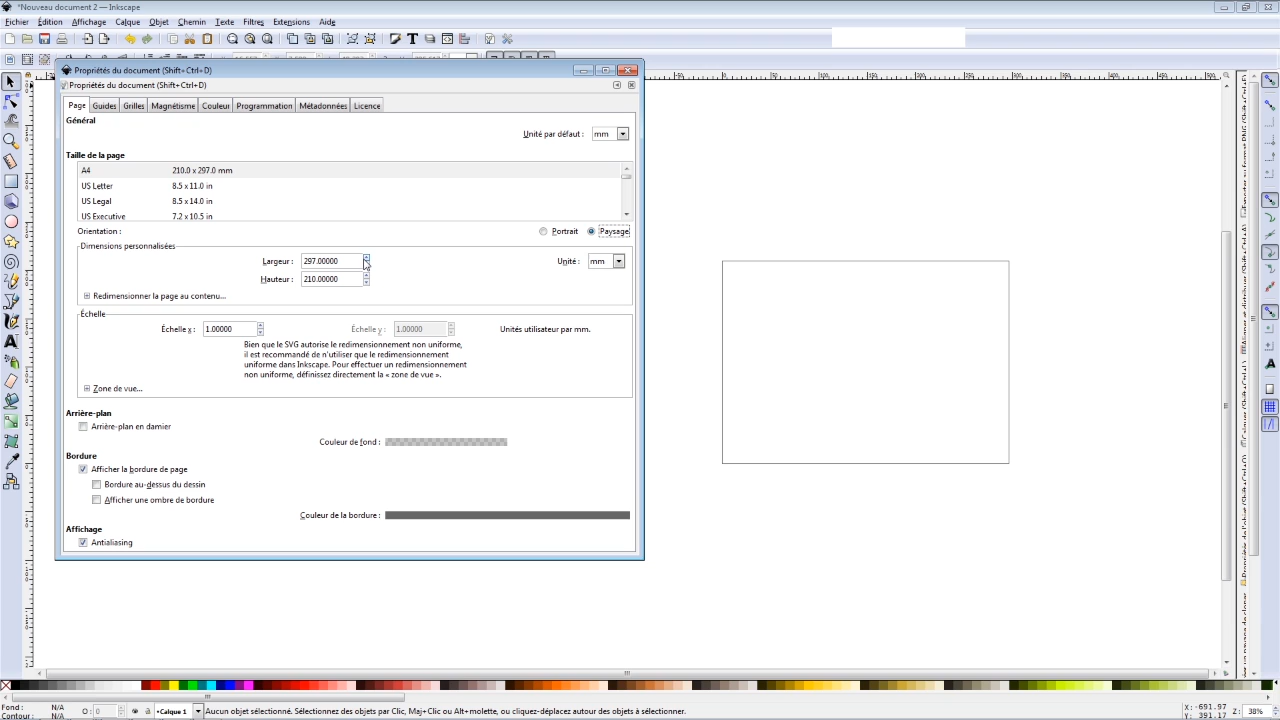 *Nouveau document 2 — Inkscape
Fichier Édition Affichage Calque Objet Chemin Texte Filtres Extensions Aide
Propriétés du document (Shift+Ctrl+D)
Propriétés du document (Shift+Ctrl+D)
Page Guides Grilles Magnétisme Couleur Programmation Métadonnées Licence
Général
Unité par défaut : mm
Taille de la page
A4 210.0 x 297.0 mm
US Letter 8.5 x 11.0 in
US Legal 8.5 x 14.0 in
US Executive 7.2 x 10.5 in
Orientation : Portrait Paysage
Dimensions personnalisées
Largeur : 297.00000 Unité : mm
Hauteur : 210.00000
Redimensionner la page au contenu...
Échelle
Échelle x : 1.00000 Échelle y : 1.00000 Unités utilisateur par mm.
Bien que le SVG autorise le redimensionnement non uniforme,
il est recommandé de n'utiliser que le redimensionnement
uniforme dans Inkscape. Pour effectuer un redimensionnement
non uniforme, définissez directement la « zone de vue ».
Zone de vue...
Arrière-plan
Arrière-plan en damier
Couleur de fond :
Bordure
Afficher la bordure de page
Bordure au-dessus du dessin
Afficher une ombre de bordure
Couleur de la bordure :
Affichage
Antialiasing
Fond : N/A
Contour : N/A
O : 0
•Calque 1
Aucun objet sélectionné. Sélectionnez des objets par Clic, Maj+Clic ou Alt+molette, ou cliquez-déplacez autour des objets à sélectionner.
X: -691.97
Y: 391.17
Z: 38%